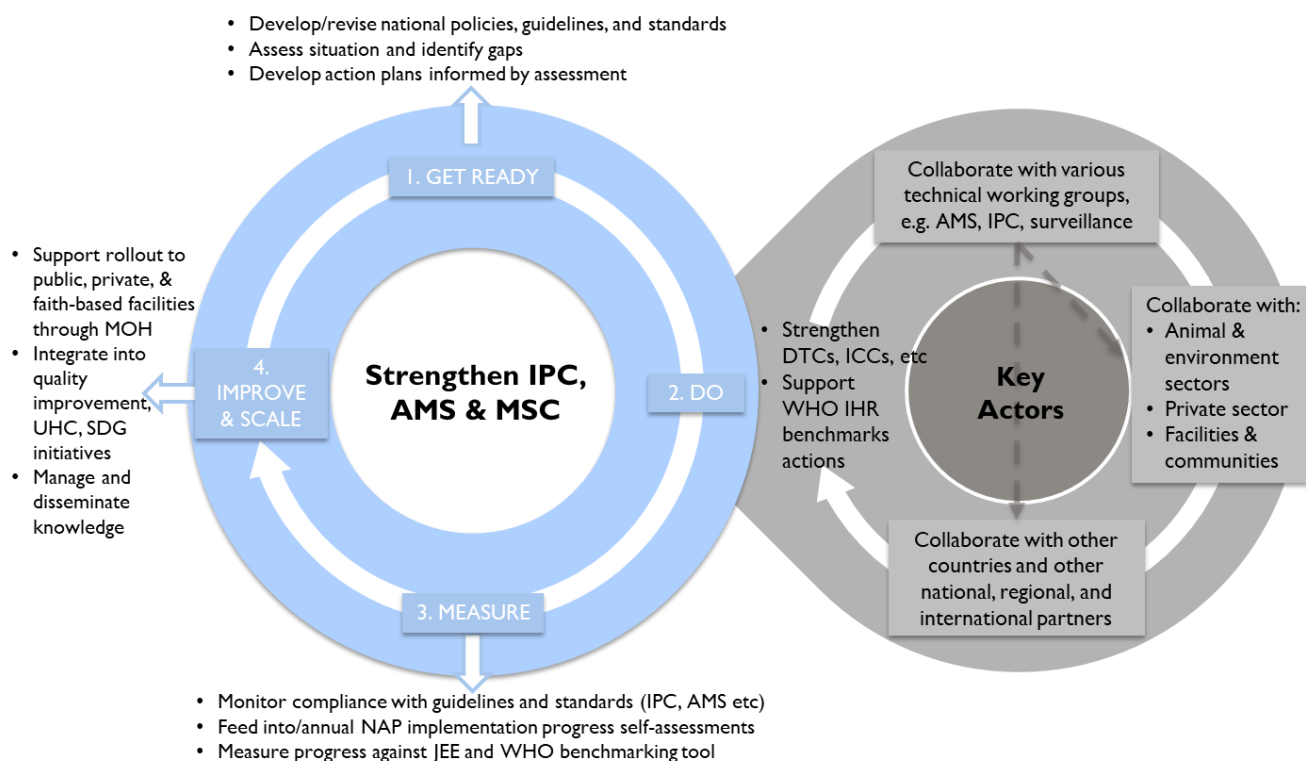 • Develop/revise national policies, guidelines, and standards
• Assess situation and identify gaps
• Develop action plans informed by assessment
1. GET READY
• Support rollout to
public, private, &
faith-based facilities
through MOH
• Integrate into
quality
improvement,
UHC, SDG
initiatives
• Manage and
disseminate
knowledge
4.
IMPROVE
& SCALE
Strengthen IPC,
AMS & MSC
2. DO
3. MEASURE
• Monitor compliance with guidelines and standards (IPC, AMS etc)
• Feed into/annual NAP implementation progress self-assessments
• Measure progress against JEE and WHO benchmarking tool
Collaborate with various
technical working groups,
e.g. AMS, IPC, surveillance
• Strengthen
DTCs, ICCs, etc
• Support
WHO IHR
benchmarks
actions
Key
Actors
Collaborate with:
• Animal &
environment
sectors
• Private sector
• Facilities &
communities
Collaborate with other
countries and other
national, regional, and
international partners